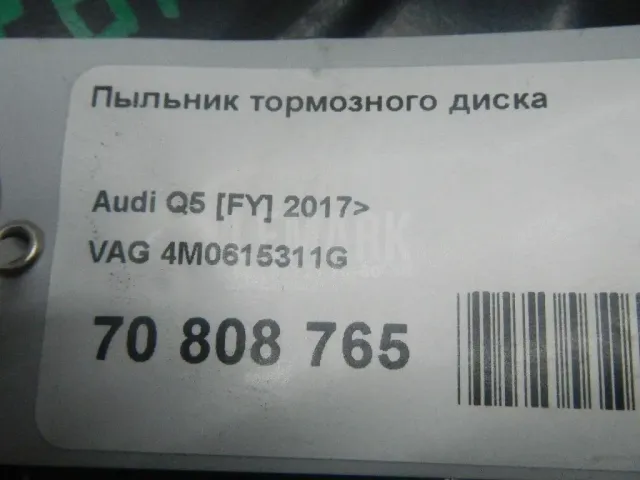 Пыльник тормозного диска
Audi Q5 [FY] 2017>
VAG 4M0615311G
70 808 765